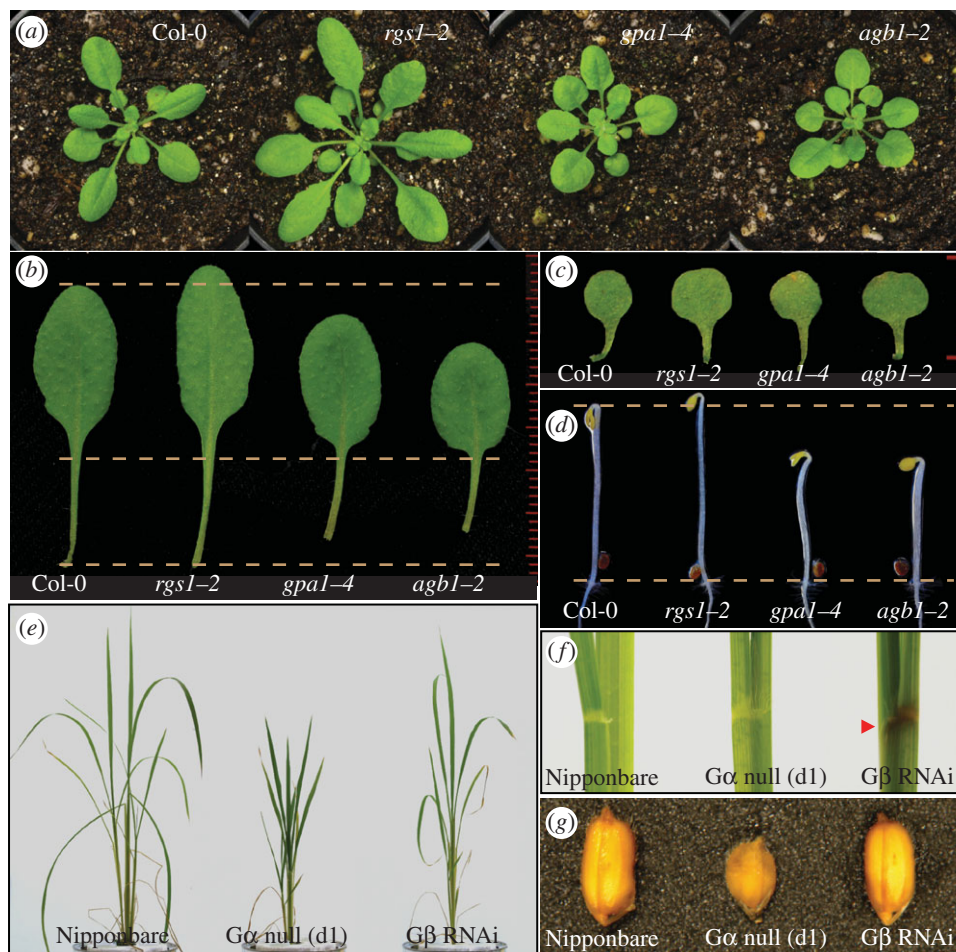 (a) Col-0 rgs1–2 gpa1–4 agb1–2
(b)
Col-0 rgs1–2 gpa1–4 agb1–2
(c)
Col-0 rgs1–2 gpa1–4 agb1–2
(d)
Col-0 rgs1–2 gpa1–4 agb1–2
(e)
Nipponbare Gα null (d1) Gβ RNAi
(f)
Nipponbare Gα null (d1) Gβ RNAi
(g)
Nipponbare Gα null (d1) Gβ RNAi